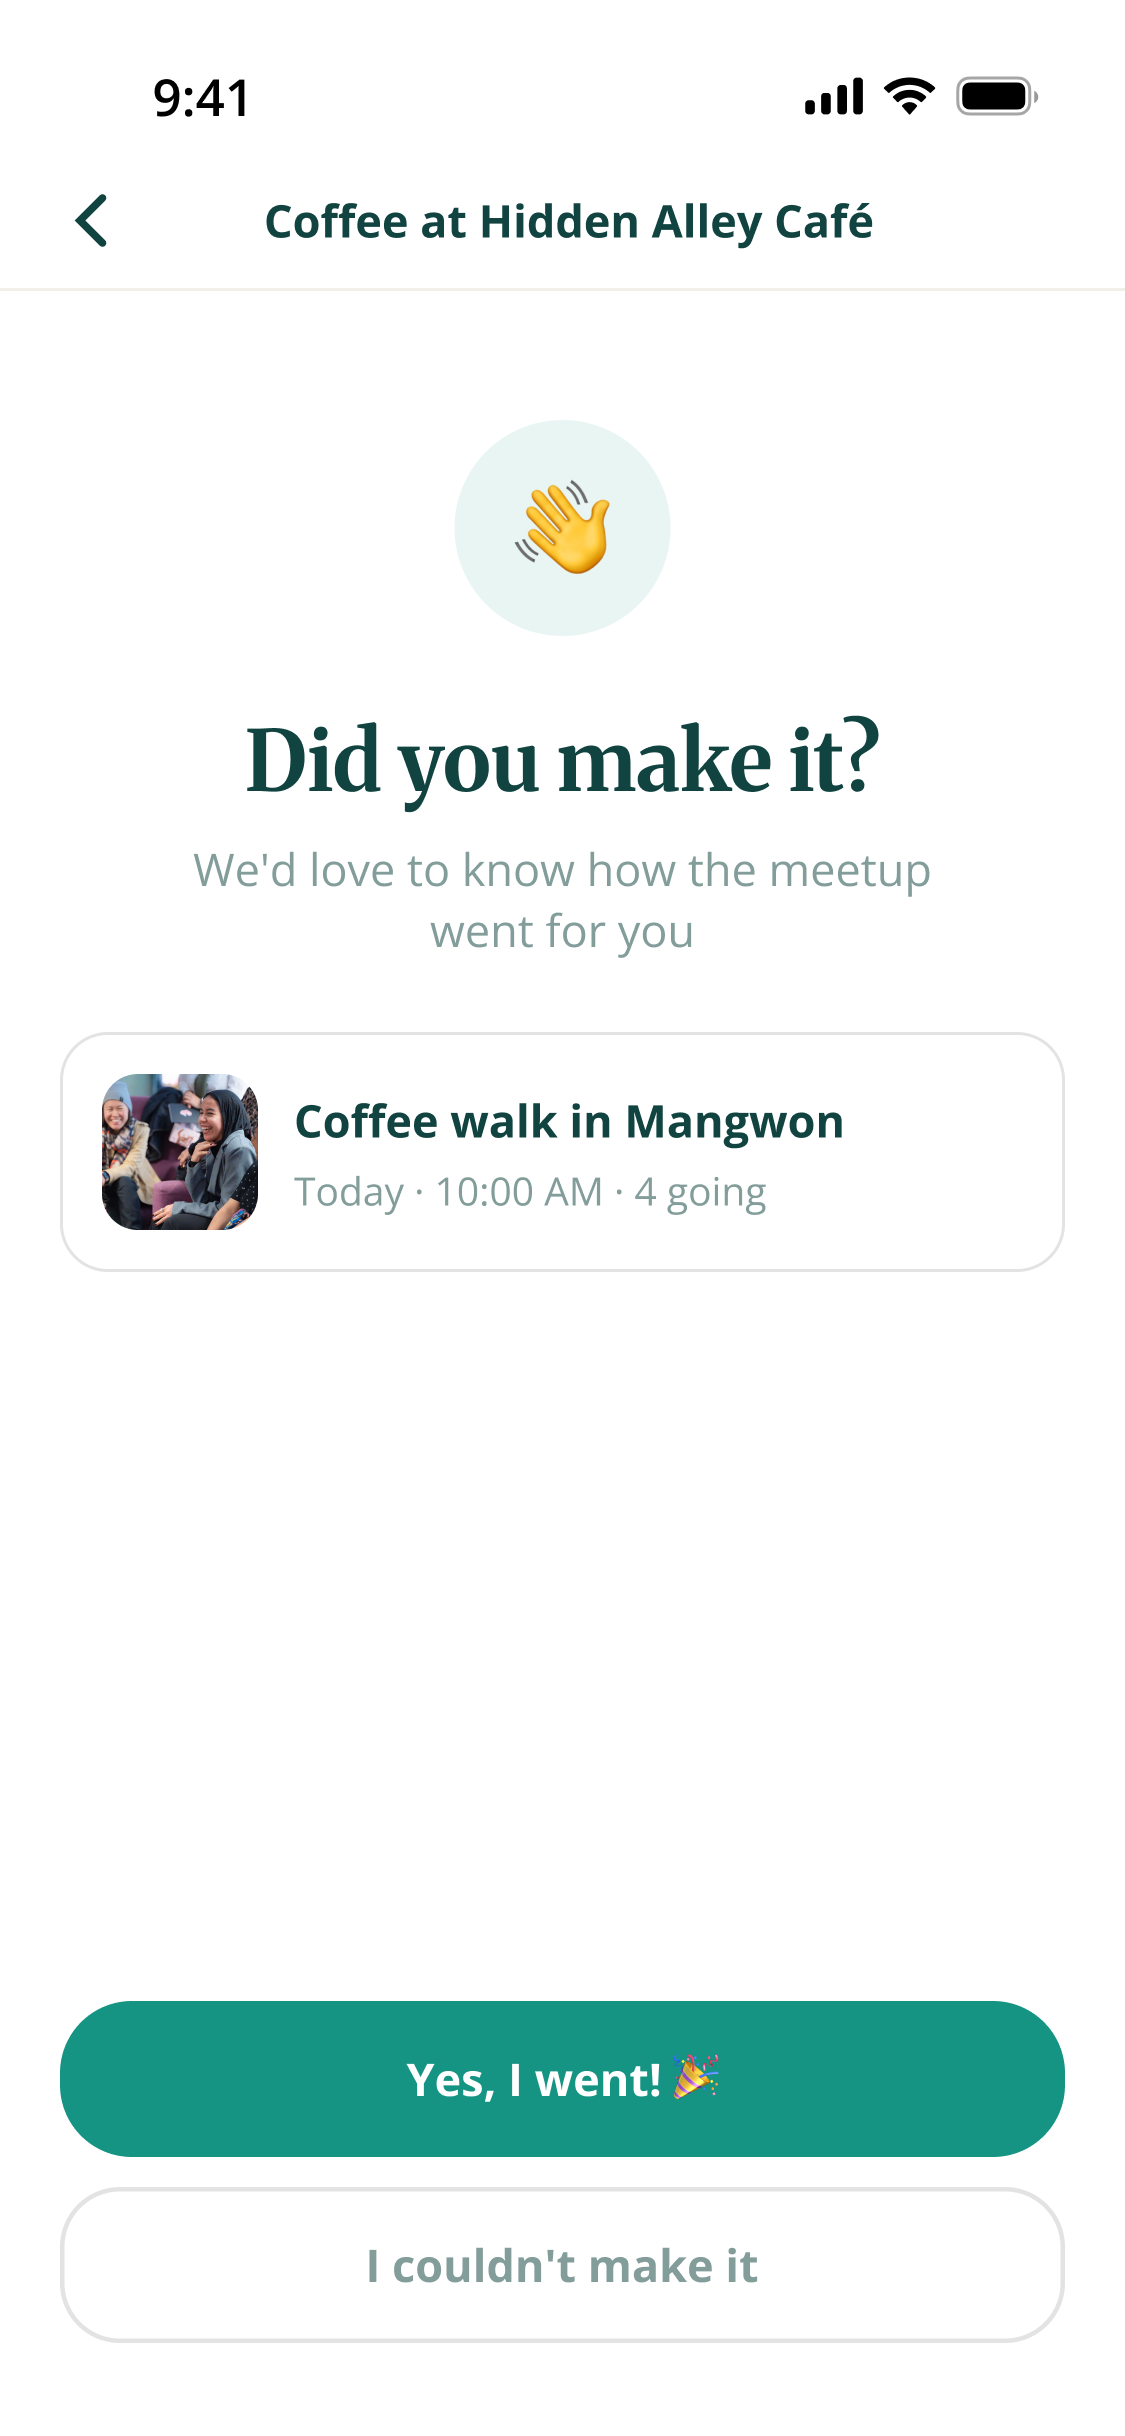 9:41
Coffee at Hidden Alley Café
👋
Did you make it?
We'd love to know how the meetup
went for you
Coffee walk in Mangwon
Today · 10:00 AM · 4 going
Yes, I went! 🎉
I couldn't make it